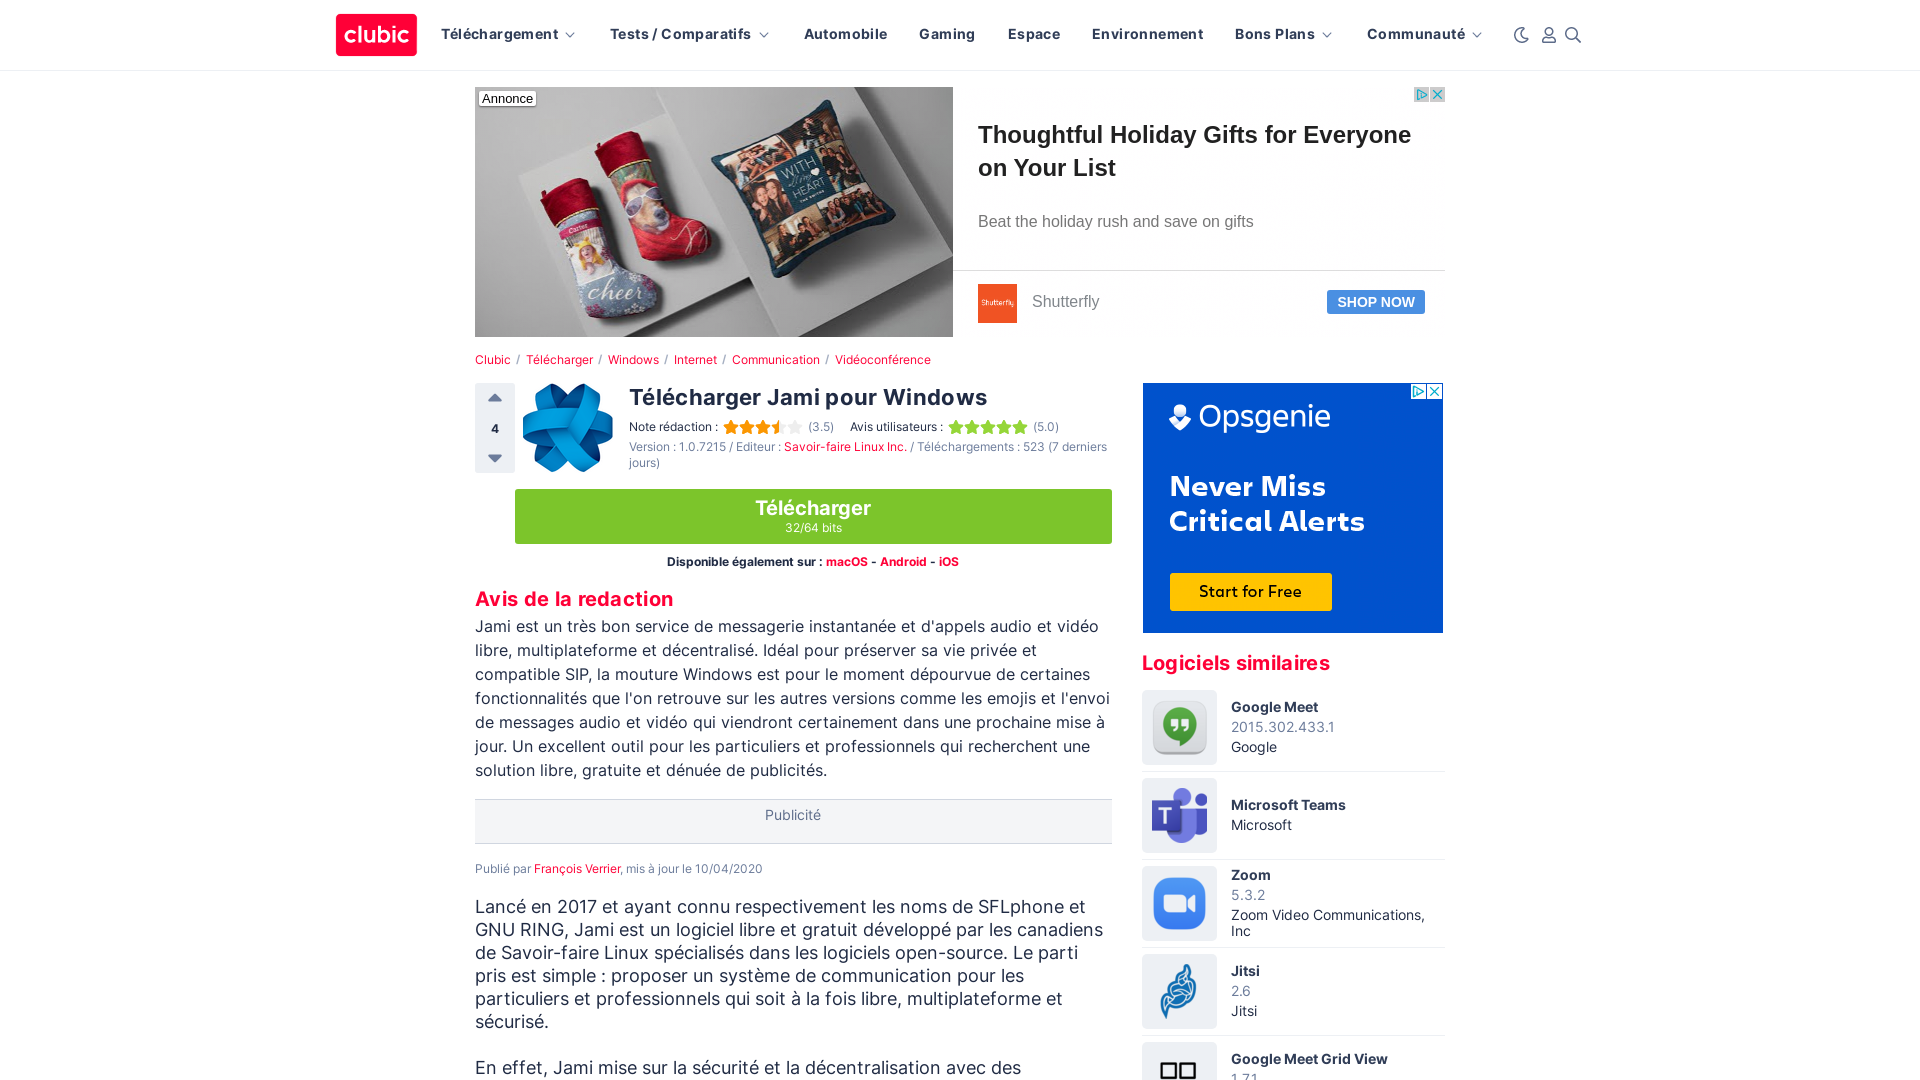 clubic
Téléchargement
Tests / Comparatifs
Automobile
Gaming
Espace
Environnement
Bons Plans
Communauté
Annonce
WITH
all my
HEART
Carter
cheer
Thoughtful Holiday Gifts for Everyone
on Your List
Beat the holiday rush and save on gifts
Shutterfly
Shutterfly
SHOP NOW
Clubic / Télécharger / Windows / Internet / Communication / Vidéoconférence
4
Télécharger Jami pour Windows
Note rédaction : (3.5) Avis utilisateurs : (5.0)
Version : 1.0.7215 / Editeur : Savoir-faire Linux Inc. / Téléchargements : 523 (7 derniers
jours)
Télécharger
32/64 bits
Disponible également sur : macOS - Android - iOS
Avis de la redaction
Jami est un très bon service de messagerie instantanée et d'appels audio et vidéo
libre, multiplateforme et décentralisé. Idéal pour préserver sa vie privée et
compatible SIP, la mouture Windows est pour le moment dépourvue de certaines
fonctionnalités que l'on retrouve sur les autres versions comme les emojis et l'envoi
de messages audio et vidéo qui viendront certainement dans une prochaine mise à
jour. Un excellent outil pour les particuliers et professionnels qui recherchent une
solution libre, gratuite et dénuée de publicités.
Publicité
Publié par François Verrier, mis à jour le 10/04/2020
Lancé en 2017 et ayant connu respectivement les noms de SFLphone et
GNU RING, Jami est un logiciel libre et gratuit développé par les canadiens
de Savoir-faire Linux spécialisés dans les logiciels open-source. Le parti
pris est simple : proposer un système de communication pour les
particuliers et professionnels qui soit à la fois libre, multiplateforme et
sécurisé.
En effet, Jami mise sur la sécurité et la décentralisation avec des
Opsgenie
Never Miss
Critical Alerts
Start for Free
Logiciels similaires
Google Meet
2015.302.433.1
Google
Microsoft Teams
Microsoft
Zoom
5.3.2
Zoom Video Communications,
Inc
Jitsi
2.6
Jitsi
Google Meet Grid View
1.7.1